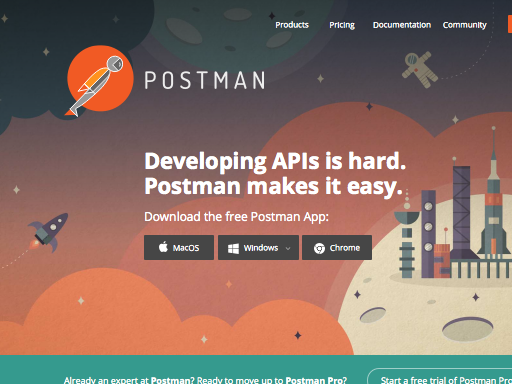 Products Pricing Documentation Community
POSTMAN
Developing APIs is hard.
Postman makes it easy.
Download the free Postman App:
MacOS Windows Chrome
Already an expert at Postman? Ready to move up to Postman Pro? Start a free trial of Postman Pro